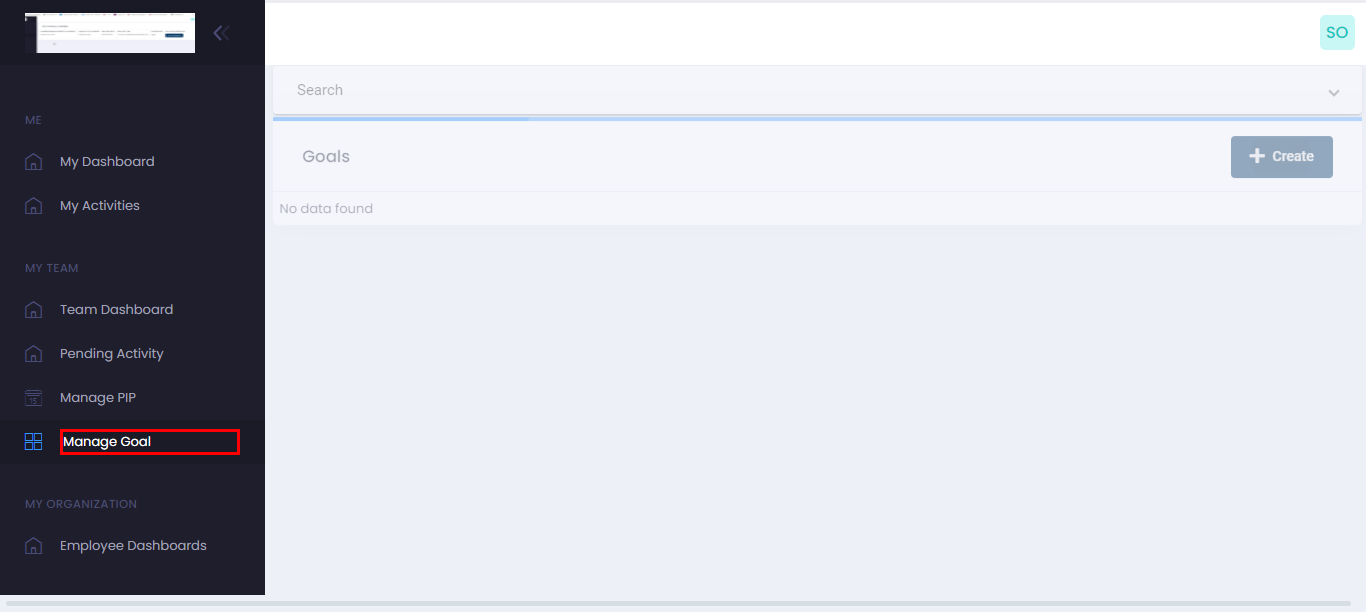 SO
ME
My Dashboard
My Activities
MY TEAM
Team Dashboard
Pending Activity
Manage PIP
Manage Goal
MY ORGANIZATION
Employee Dashboards
Search
Goals
Create
No data found